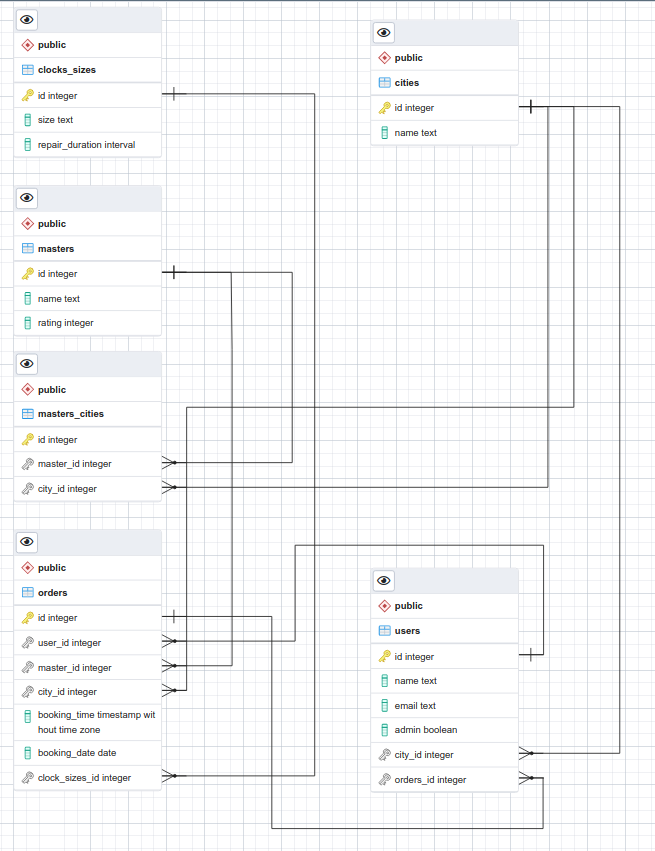 public
clocks_sizes
id integer
size text
repair_duration interval
public
cities
id integer
name text
public
masters
id integer
name text
rating integer
public
masters_cities
id integer
master_id integer
city_id integer
public
orders
id integer
user_id integer
master_id integer
city_id integer
booking_time timestamp wit
hout time zone
booking_date date
clock_sizes_id integer
public
users
id integer
name text
email text
admin boolean
city_id integer
orders_id integer